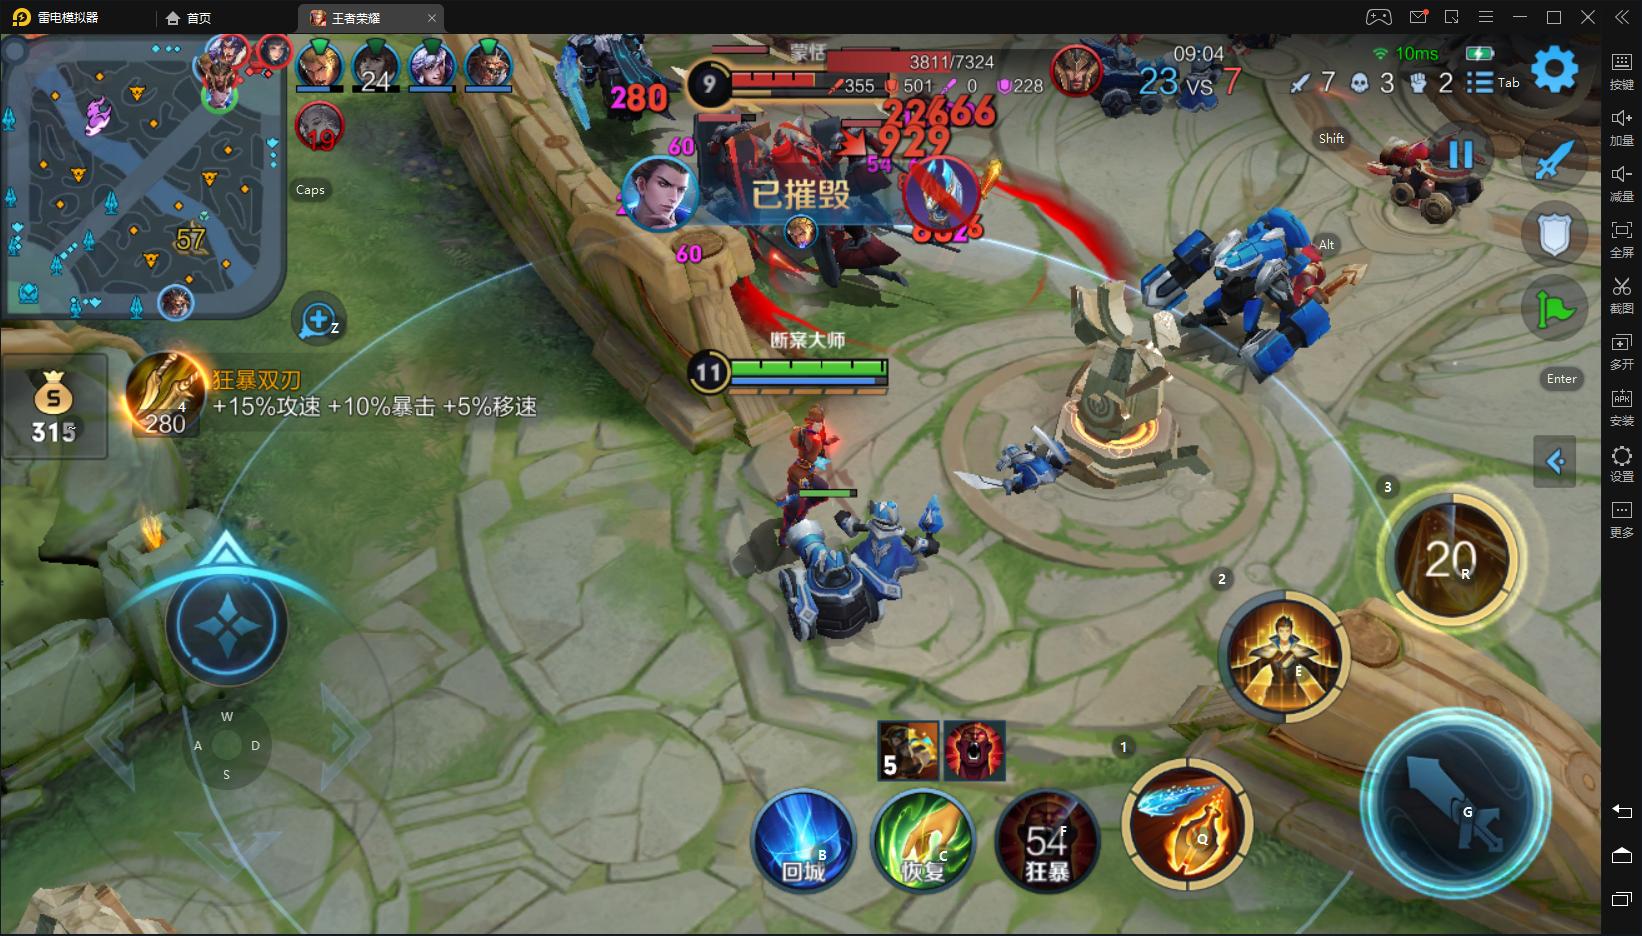 雷电模拟器
首页
王者荣耀
蒙恬
3811/7324
9
355
501
0
228
09:04
23 VS 7
10ms
7
3
2
Tab
按键
加量
减量
全屏
截图
多开
安装
设置
更多
24
19
280
22666
929
60
54
已摧毁
60
57
Caps
Shift
Alt
Enter
Z
断案大师
11
315
4
280
狂暴双刃
+15%攻速 +10%暴击 +5%移速
3
20
R
2
E
W
A
D
S
5
1
B
回城
C
恢复
54
F
狂暴
Q
G
APK